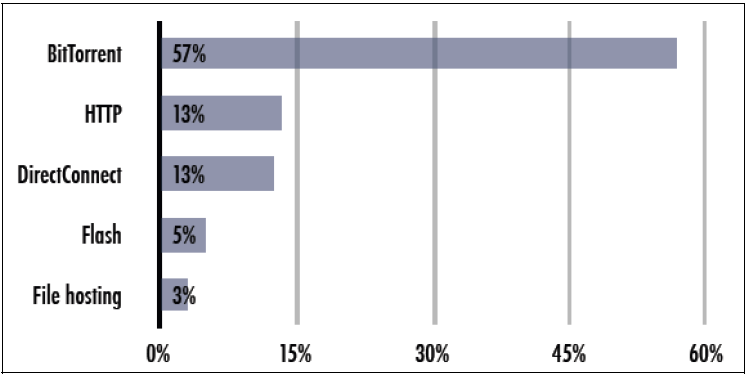 BitTorrent 57%
HTTP 13%
DirectConnect 13%
Flash 5%
File hosting 3%
0% 15% 30% 45% 60%